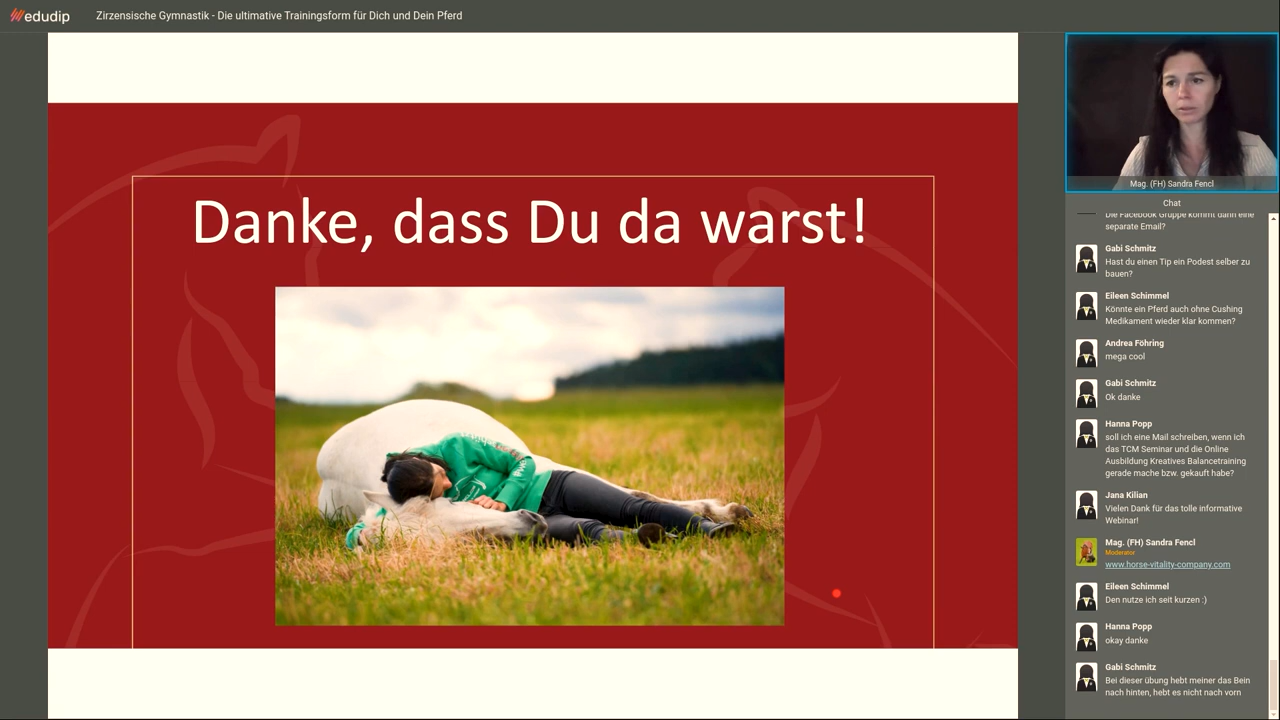 edudip
Zirzensische Gymnastik - Die ultimative Trainingsform für Dich und Dein Pferd
Danke, dass Du da warst!
Mag. (FH) Sandra Fencl
Chat
Die Facebook Gruppe kommt dann eine
separate Email?
Gabi Schmitz
Hast du einen Tip ein Podest selber zu
bauen?
Eileen Schimmel
Könnte ein Pferd auch ohne Cushing
Medikament wieder klar kommen?
Andrea Föhring
mega cool
Gabi Schmitz
Ok danke
Hanna Popp
soll ich eine Mail schreiben, wenn ich
das TCM Seminar und die Online
Ausbildung Kreatives Balancetraining
gerade mache bzw. gekauft habe?
Jana Kilian
Vielen Dank für das tolle informative
Webinar!
Mag. (FH) Sandra Fencl
Moderator
www.horse-vitality-company.com
Eileen Schimmel
Den nutze ich seit kurzen :)
Hanna Popp
okay danke
Gabi Schmitz
Bei dieser übung hebt meiner das Bein
nach hinten, hebt es nicht nach vorn